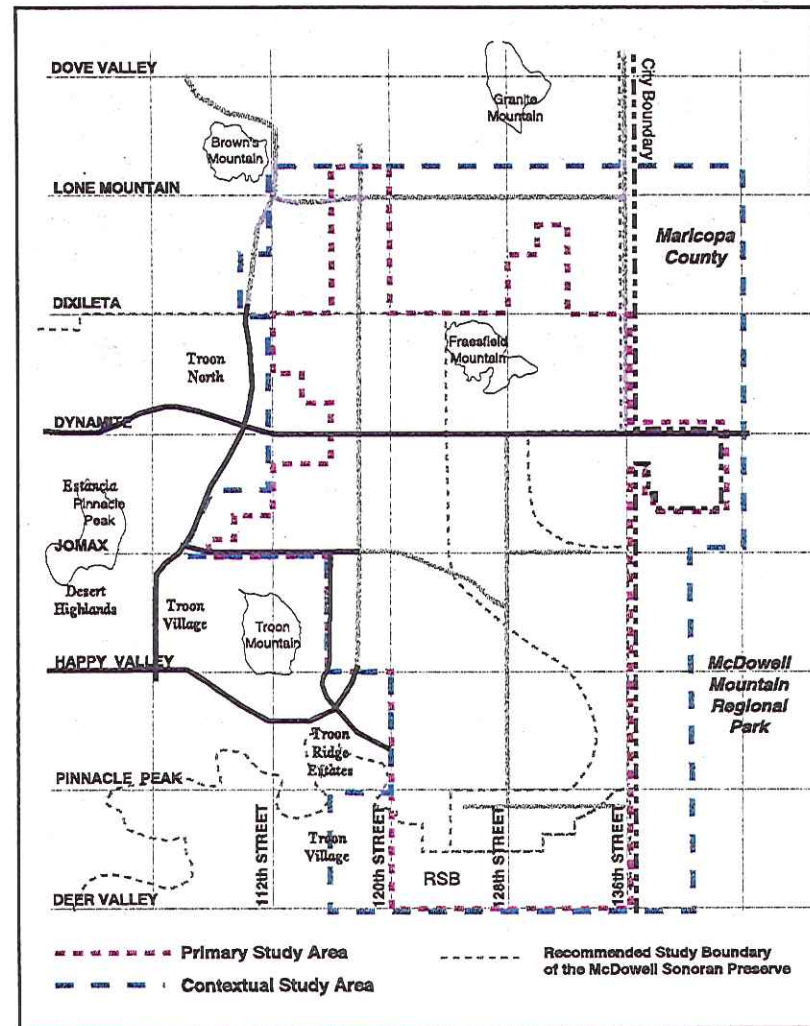 DOVE VALLEY
Granite
Mountain
City Boundary
Brown's
Mountain
LONE MOUNTAIN
Maricopa
County
DIXILETA
Troon
North
Fraesfield
Mountain
DYNAMITE
Estancia
Pinnacle
Peak
JOMAX
Desert
Highlands
Troon
Village
Troon
Mountain
HAPPY VALLEY
McDowell
Mountain
Regional
Park
Troon
Ridge
Estates
PINNACLE PEAK
112th STREET
Troon
Village
120th STREET
RSB
128th STREET
136th STREET
DEER VALLEY
Primary Study Area
Contextual Study Area
Recommended Study Boundary
of the McDowell Sonoran Preserve